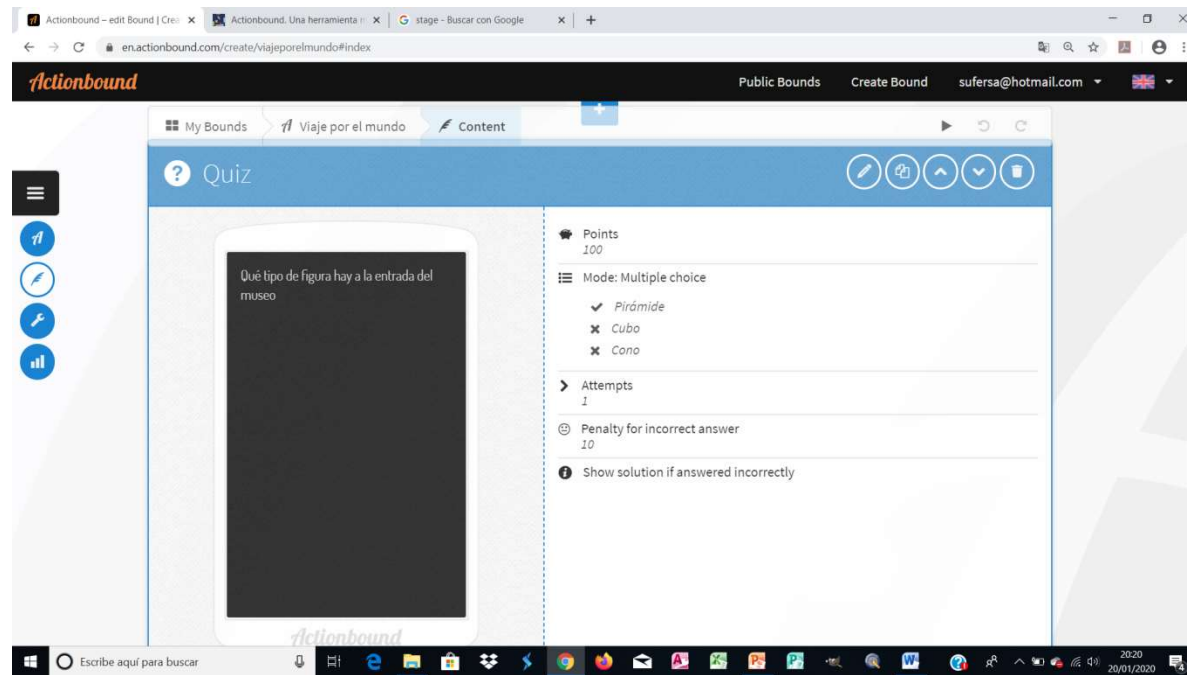 Actionbound – edit Bound | Crea
Actionbound. Una herramienta
stage - Buscar con Google
en.actionbound.com/create/viajeporelmundo#index
Actionbound
Public Bounds
Create Bound
sufersa@hotmail.com
My Bounds
Viaje por el mundo
Content
Quiz
Qué tipo de figura hay a la entrada del
museo
Actionbound
Points
100
Mode: Multiple choice
Pirámide
Cubo
Cono
Attempts
1
Penalty for incorrect answer
10
Show solution if answered incorrectly
Escribe aquí para buscar
20:20
20/01/2020